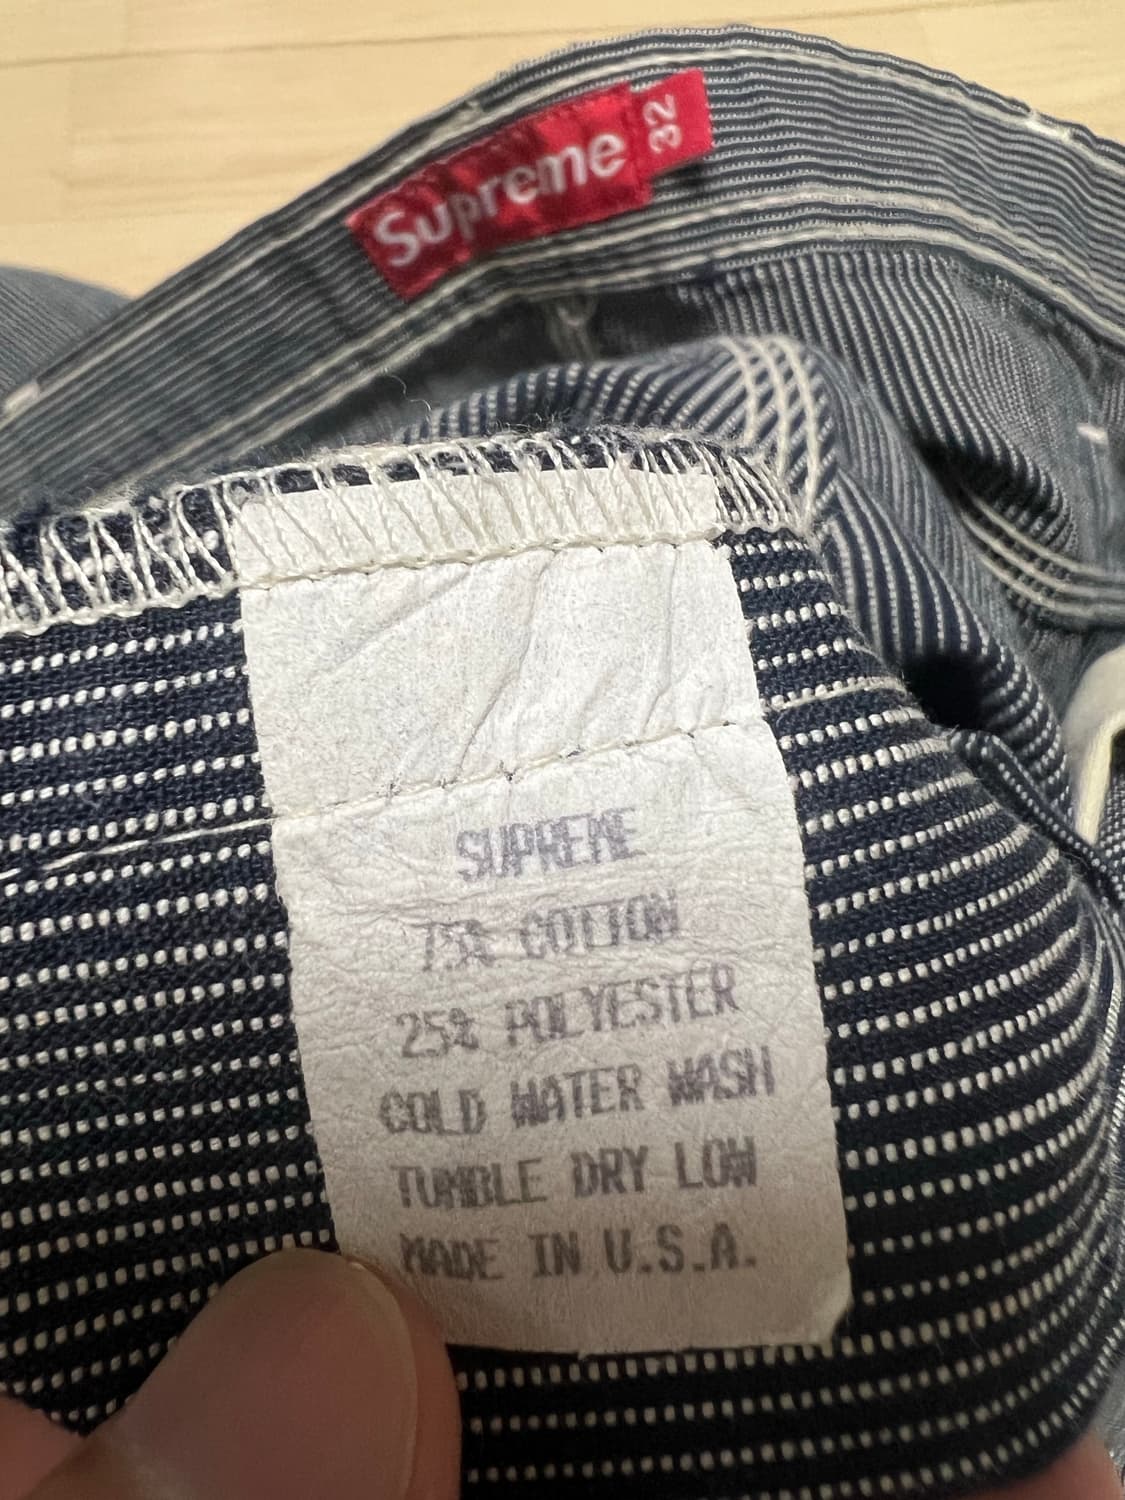 Supreme
32
SUPREME
75% COTTON
25% POLYESTER
COLD WATER WASH
TUMBLE DRY LOW
MADE IN U.S.A.